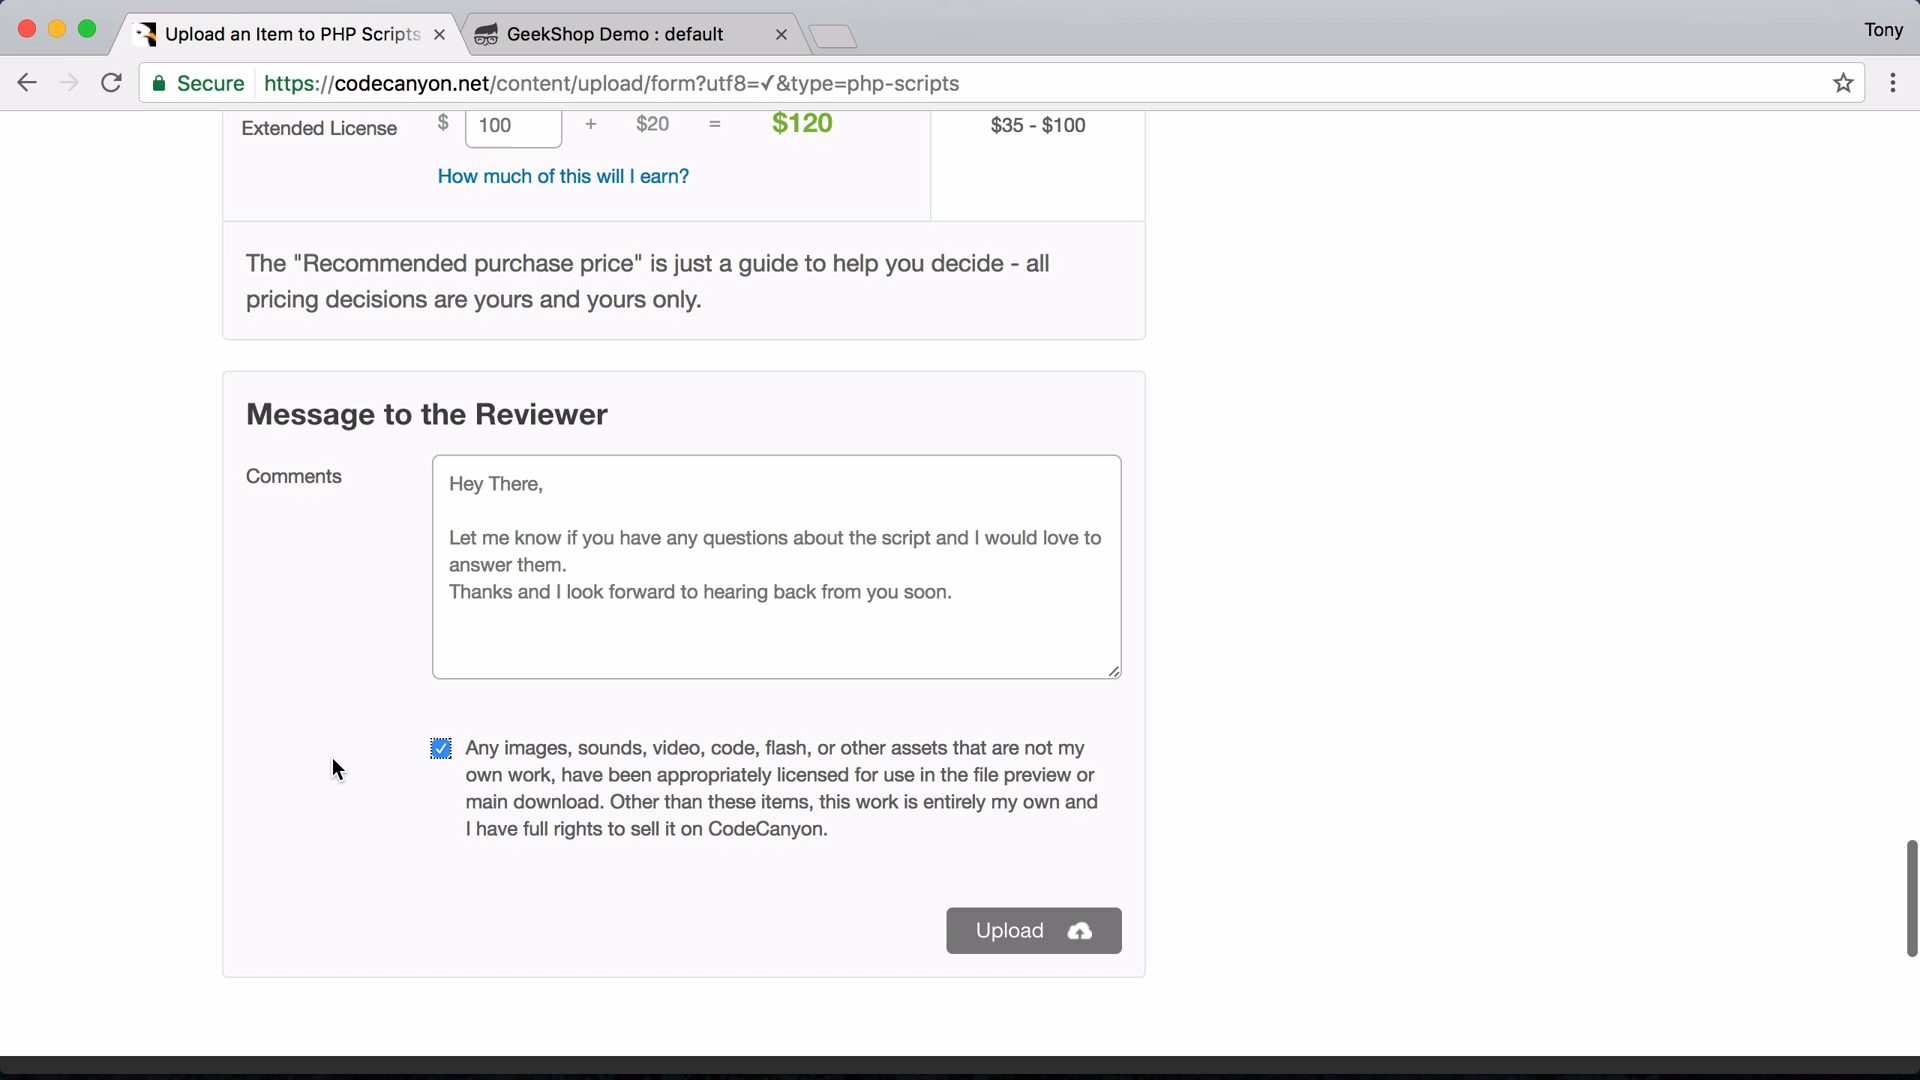 Upload an Item to PHP Scripts
GeekShop Demo : default
Tony
Secure https://codecanyon.net/content/upload/form?utf8=✓&type=php-scripts
Extended License $ 100 + $20 = $120 $35 - $100
How much of this will I earn?
The "Recommended purchase price" is just a guide to help you decide - all
pricing decisions are yours and yours only.
Message to the Reviewer
Comments
Hey There,
Let me know if you have any questions about the script and I would love to
answer them.
Thanks and I look forward to hearing back from you soon.
Any images, sounds, video, code, flash, or other assets that are not my
own work, have been appropriately licensed for use in the file preview or
main download. Other than these items, this work is entirely my own and
I have full rights to sell it on CodeCanyon.
Upload